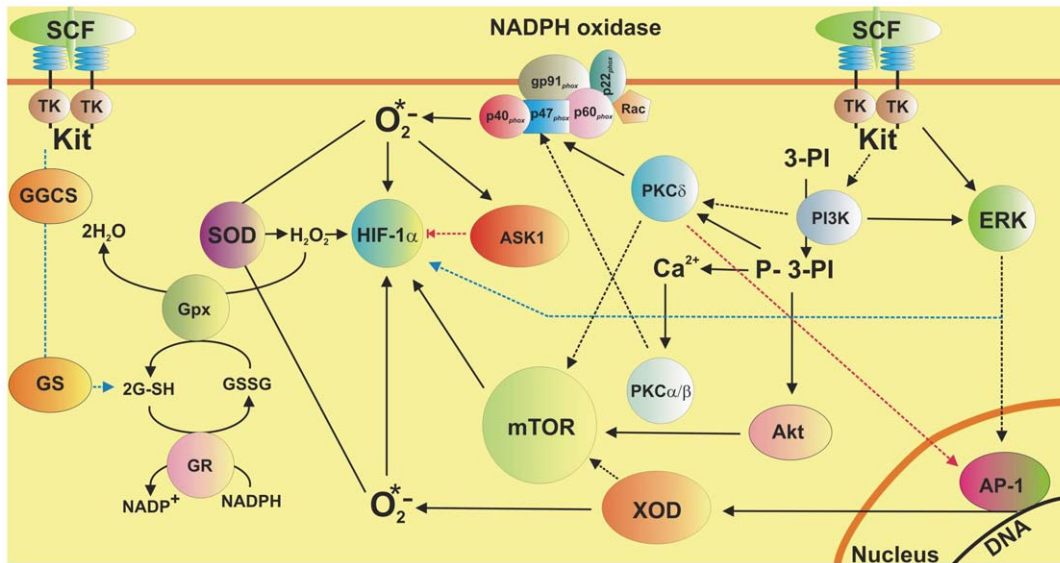 SCF
NADPH oxidase
SCF
gp91phox
p22phox
TK
TK
p40phox
p47phox
p60phox
Rac
TK
TK
Kit
O2*-
Kit
3-PI
GGCS
PKCδ
PI3K
ERK
2H2O
SOD
H2O2
HIF-1α
ASK1
Ca2+
P- 3-PI
Gpx
GS
2G-SH
GSSG
PKCα/β
mTOR
Akt
GR
NADP+
NADPH
O2*-
XOD
AP-1
Nucleus
DNA